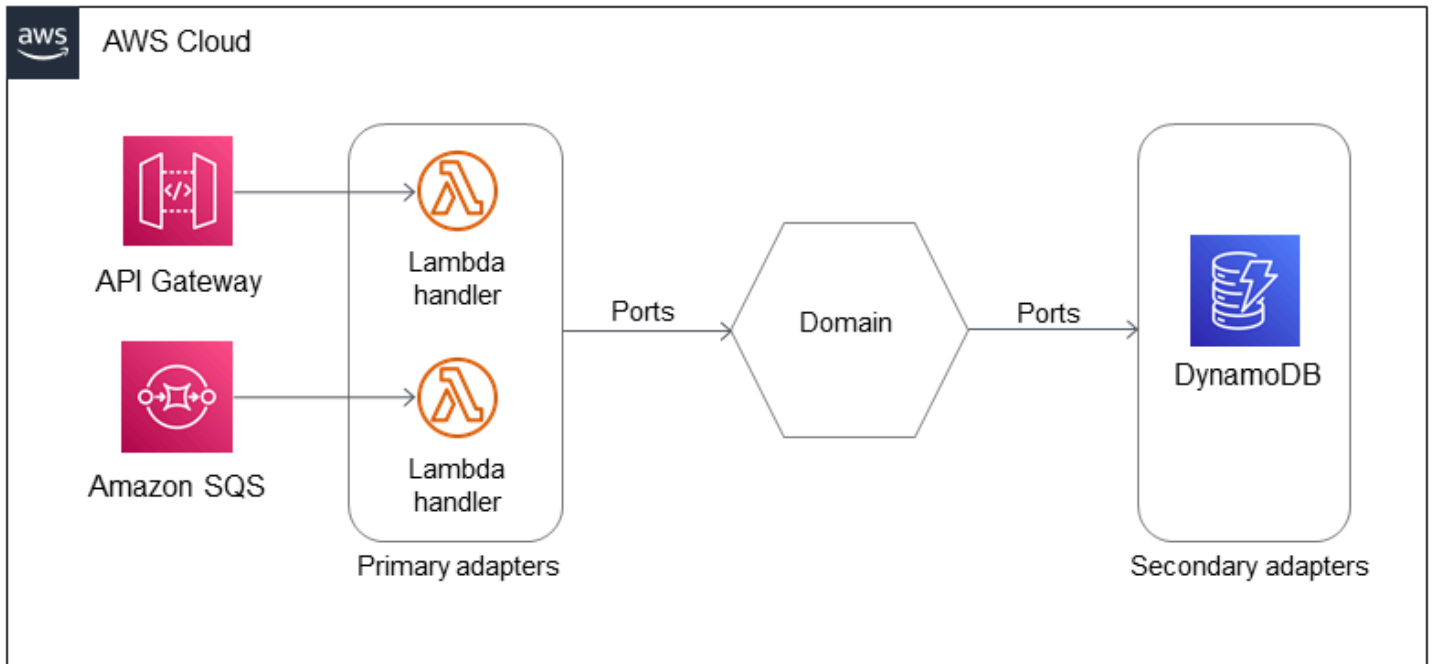 aws
AWS Cloud
API Gateway
Amazon SQS
Lambda
handler
Lambda
handler
Primary adapters
Ports
Domain
Ports
DynamoDB
Secondary adapters